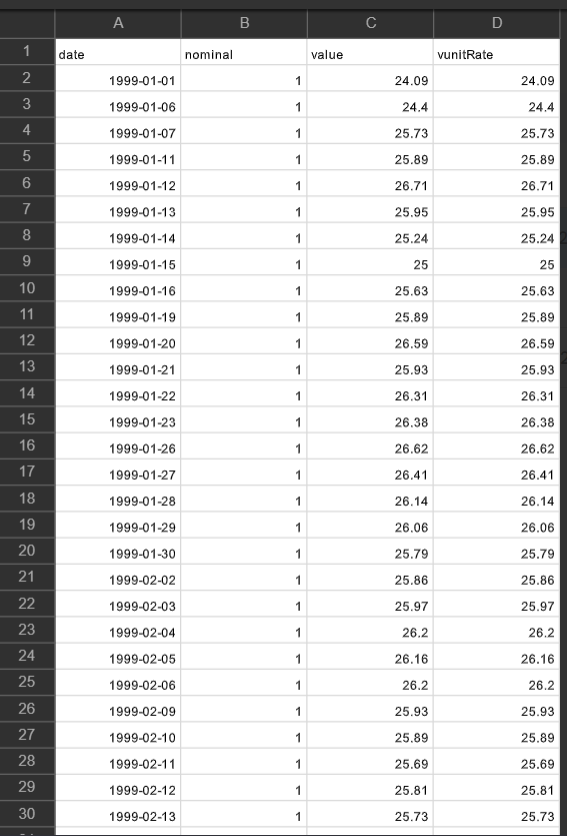 A B C D
1 date nominal value vunitRate
2 1999-01-01 1 24.09 24.09
3 1999-01-06 1 24.4 24.4
4 1999-01-07 1 25.73 25.73
5 1999-01-11 1 25.89 25.89
6 1999-01-12 1 26.71 26.71
7 1999-01-13 1 25.95 25.95
8 1999-01-14 1 25.24 25.24
9 1999-01-15 1 25 25
10 1999-01-16 1 25.63 25.63
11 1999-01-19 1 25.89 25.89
12 1999-01-20 1 26.59 26.59
13 1999-01-21 1 25.93 25.93
14 1999-01-22 1 26.31 26.31
15 1999-01-23 1 26.38 26.38
16 1999-01-26 1 26.62 26.62
17 1999-01-27 1 26.41 26.41
18 1999-01-28 1 26.14 26.14
19 1999-01-29 1 26.06 26.06
20 1999-01-30 1 25.79 25.79
21 1999-02-02 1 25.86 25.86
22 1999-02-03 1 25.97 25.97
23 1999-02-04 1 26.2 26.2
24 1999-02-05 1 26.16 26.16
25 1999-02-06 1 26.2 26.2
26 1999-02-09 1 25.93 25.93
27 1999-02-10 1 25.89 25.89
28 1999-02-11 1 25.69 25.69
29 1999-02-12 1 25.81 25.81
30 1999-02-13 1 25.73 25.73